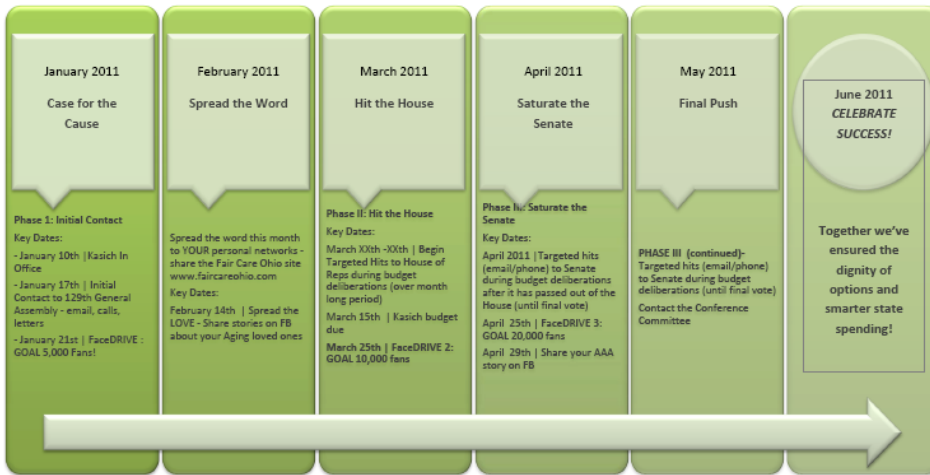 January 2011
Case for the
Cause
Phase 1: Initial Contact
Key Dates:
- January 10th |Kasich In
Office
- January 17th | Initial
Contact to 129th General
Assembly - email, calls,
letters
- January 21st | FaceDRIVE :
GOAL 5,000 Fans!
February 2011
Spread the Word
Spread the word this month
to YOUR personal networks -
share the Fair Care Ohio site
www.faircareohio.com
Key Dates:
February 14th | Spread the
LOVE - Share stories on FB
about your Aging loved ones
March 2011
Hit the House
Phase II: Hit the House
Key Dates:
March XXth -XXth | Begin
Targeted Hits to House of
Reps during budget
deliberations (over month
long period)
March 15th | Kasich budget
due
March 25th | FaceDRIVE 2:
GOAL 10,000 fans
April 2011
Saturate the
Senate
Phase III: Saturate the
Senate
Key Dates:
April 2011 |Targeted hits
(email/phone) to Senate
during budget deliberations
after it has passed out of the
House (until final vote)
April 25th | FaceDRIVE 3:
GOAL 20,000 fans
April 29th | Share your AAA
story on FB
May 2011
Final Push
PHASE III (continued)-
Targeted hits (email/phone)
to Senate during budget
deliberations (until final vote)
Contact the Conference
Committee
June 2011
CELEBRATE
SUCCESS!
Together we've
ensured the
dignity of
options and
smarter state
spending!